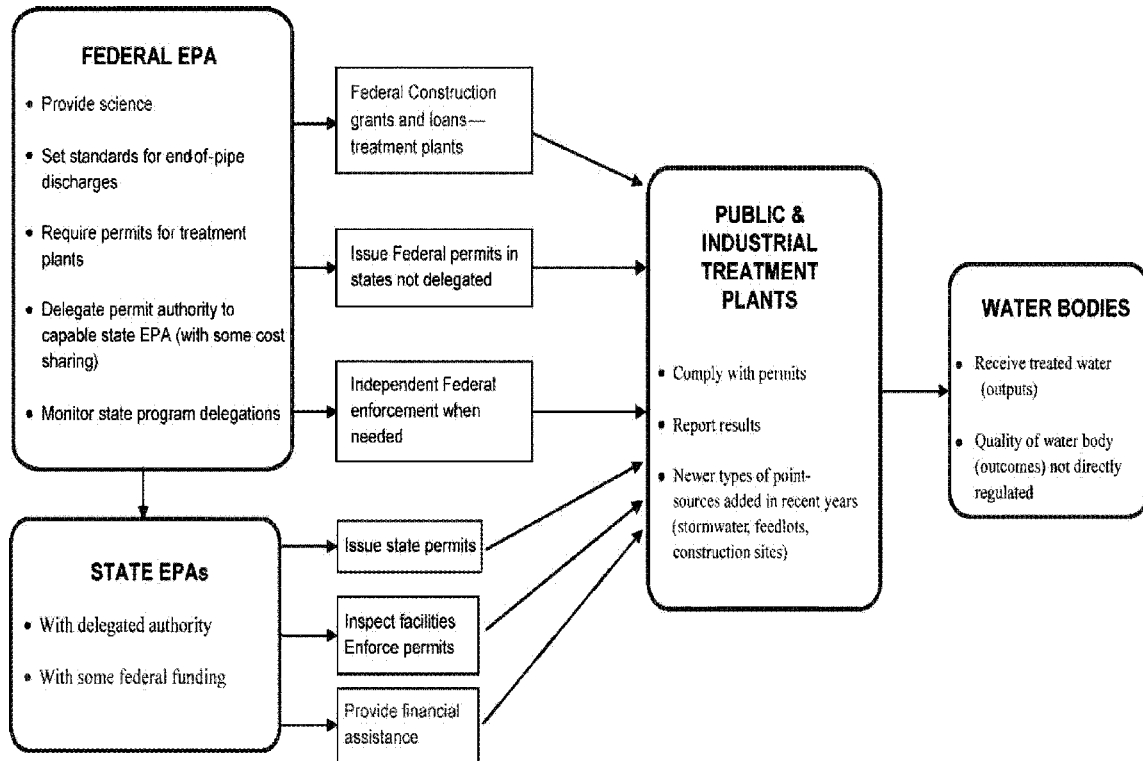 FEDERAL EPA
• Provide science
• Set standards for end-of-pipe
discharges
• Require permits for treatment
plants
• Delegate permit authority to
capable state EPA (with some cost
sharing)
• Monitor state program delegations
Federal Construction
grants and loans—
treatment plants
Issue Federal permits in
states not delegated
Independent Federal
enforcement when
needed
STATE EPAs
• With delegated authority
• With some federal funding
Issue state permits
Inspect facilities
Enforce permits
Provide financial
assistance
PUBLIC &
INDUSTRIAL
TREATMENT
PLANTS
• Comply with permits
• Report results
• Newer types of point-
sources added in recent years
(stormwater, feedlots,
construction sites)
WATER BODIES
• Receive treated water
(outputs)
• Quality of water body
(outcomes) not directly
regulated